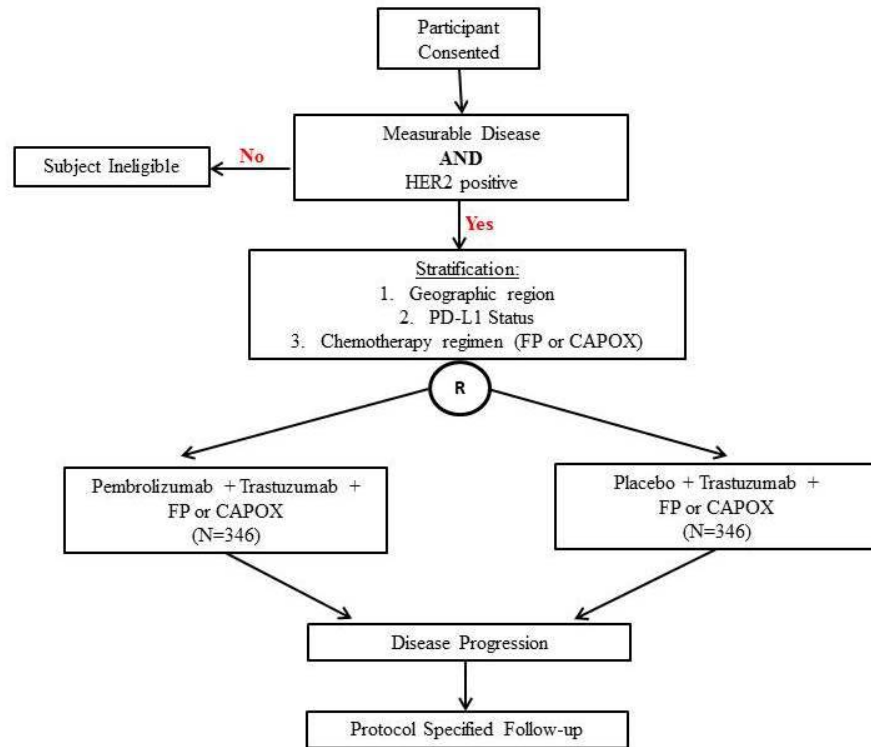 Participant
Consented
Measurable Disease
AND
HER2 positive
No
Subject Ineligible
Yes
Stratification:
1. Geographic region
2. PD-L1 Status
3. Chemotherapy regimen (FP or CAPOX)
R
Pembrolizumab + Trastuzumab +
FP or CAPOX
(N=346)
Placebo + Trastuzumab +
FP or CAPOX
(N=346)
Disease Progression
Protocol Specified Follow-up